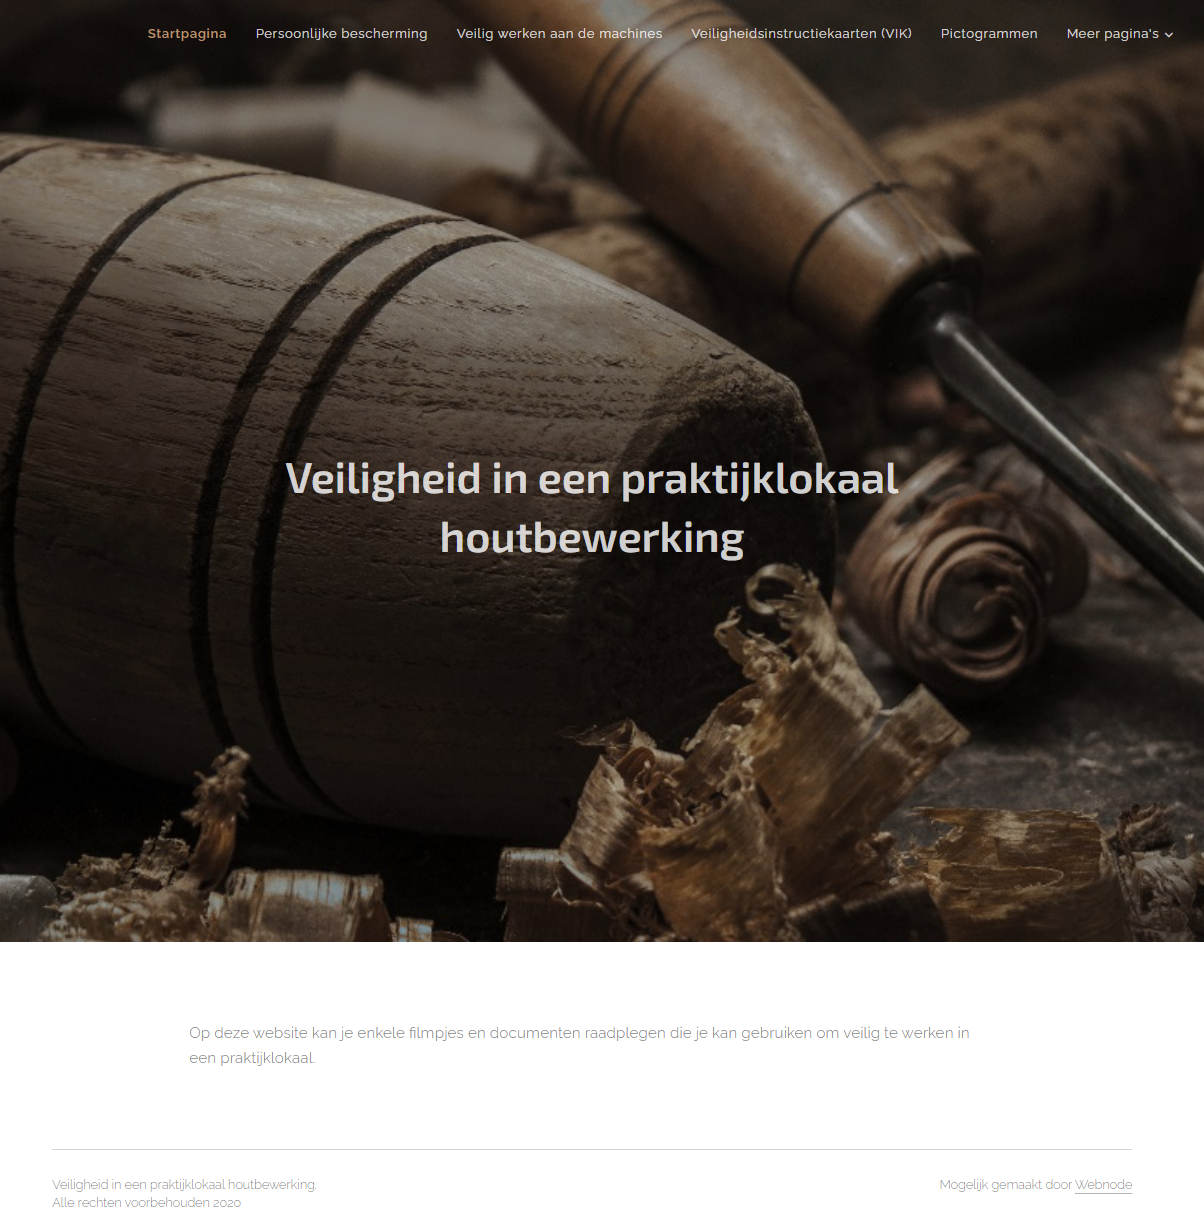 Startpagina Persoonlijke bescherming Veilig werken aan de machines Veiligheidsinstructiekaarten (VIK) Pictogrammen Meer pagina's
Veiligheid in een praktijklokaal
houtbewerking
Op deze website kan je enkele filmpjes en documenten raadplegen die je kan gebruiken om veilig te werken in
een praktijklokaal.
Veiligheid in een praktijklokaal houtbewerking. Mogelijk gemaakt door Webnode
Alle rechten voorbehouden 2020